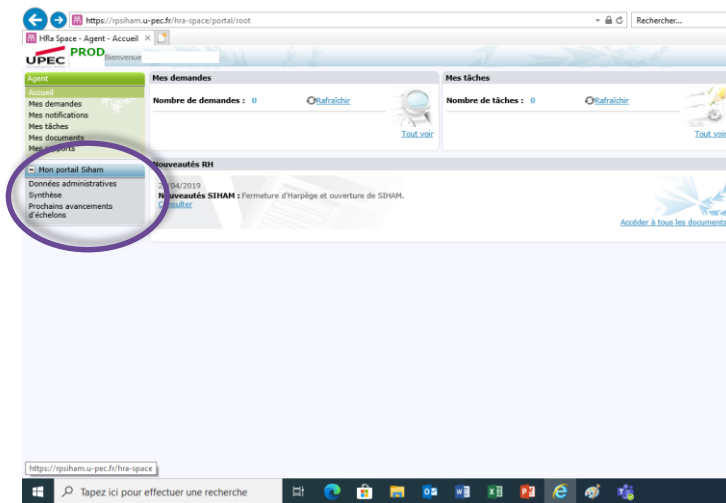 https://rpsiham.u-pec.fr/hra-space/portal/root
Rechercher...
HRa Space - Agent - Accueil
UPEC PROD Bienvenue
Agent
Accueil
Mes demandes
Mes notifications
Mes tâches
Mes documents
Mes rapports
Mon portail Siham
Données administratives
Synthèse
Prochains avancements
d'échelons
Mes demandes
Nombre de demandes : 0
Rafraîchir
Tout voir
Mes tâches
Nombre de tâches : 0
Rafraîchir
Tout voir
Nouveautés RH
/04/2019
Nouveautés SIHAM : Fermeture d'Harpège et ouverture de SIHAM.
Consulter
Accéder à tous les documents
https://rpsiham.u-pec.fr/hra-space
Tapez ici pour effectuer une recherche